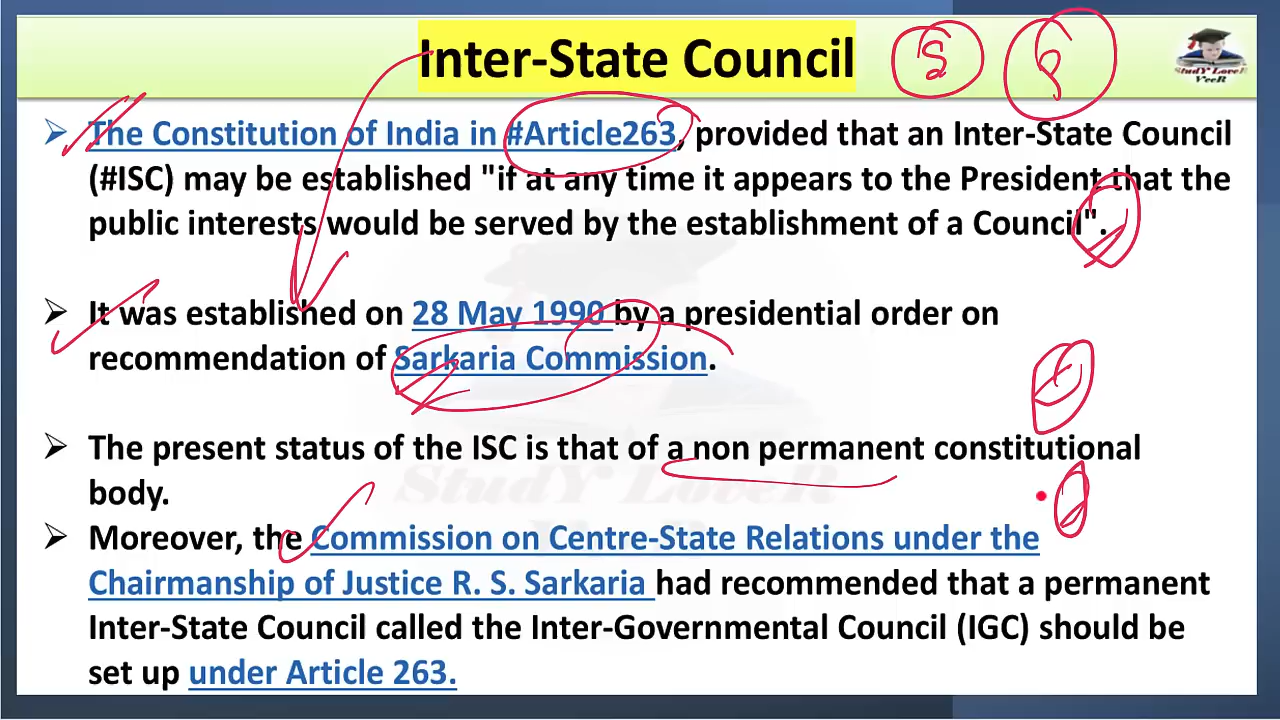 Inter-State Council
StudY LoveR
VeeR
➢ The Constitution of India in #Article263, provided that an Inter-State Council
(#ISC) may be established "if at any time it appears to the President that the
public interests would be served by the establishment of a Council".
➢ It was established on 28 May 1990 by a presidential order on
recommendation of Sarkaria Commission.
➢ The present status of the ISC is that of a non permanent constitutional
body.
StudY LoveR
➢ Moreover, the Commission on Centre-State Relations under the
Chairmanship of Justice R. S. Sarkaria had recommended that a permanent
Inter-State Council called the Inter-Governmental Council (IGC) should be
set up under Article 263.